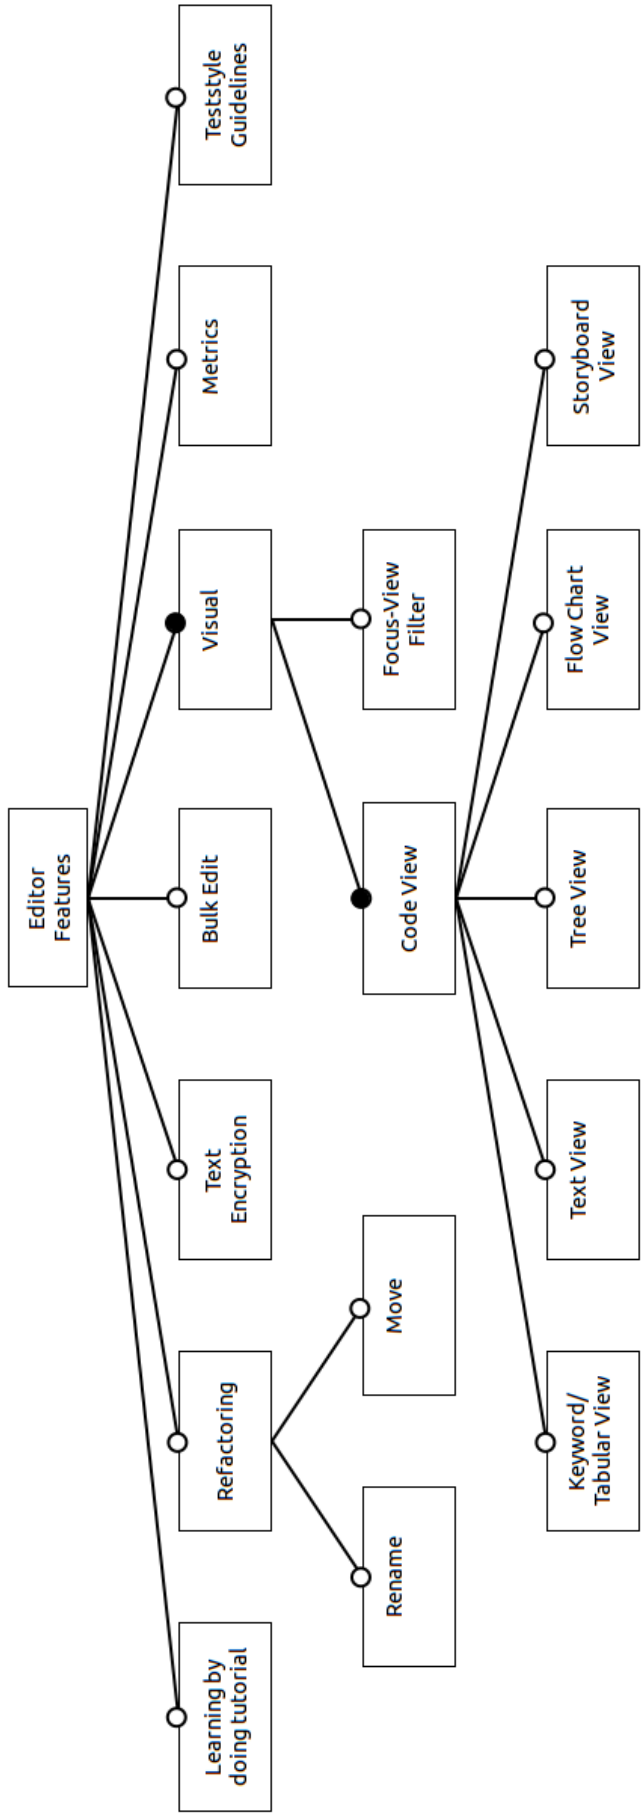 Editor
Features
Learning by
doing tutorial
Refactoring
Text
Encryption
Bulk Edit
Visual
Metrics
Teststyle
Guidelines
Rename
Move
Code View
Focus-View
Filter
Keyword/
Tabular View
Text View
Tree View
Flow Chart
View
Storyboard
View